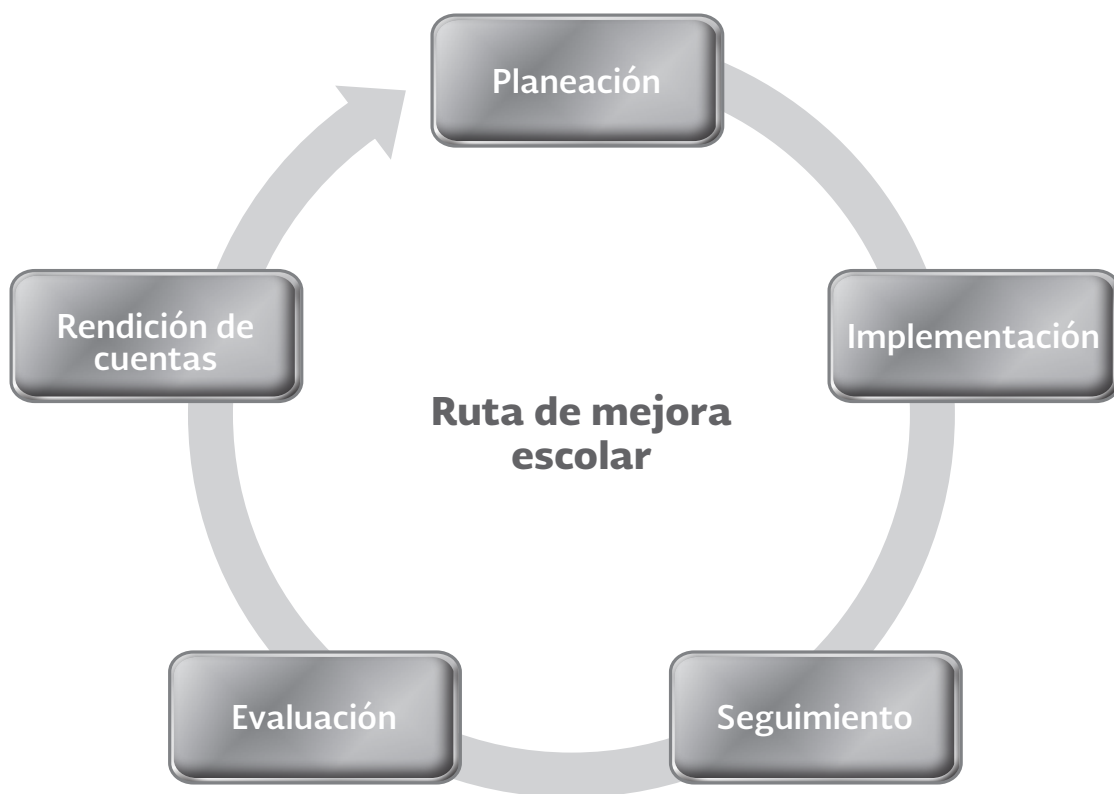 Planeación
Rendición de
cuentas
Implementación
Ruta de mejora
escolar
Evaluación
Seguimiento